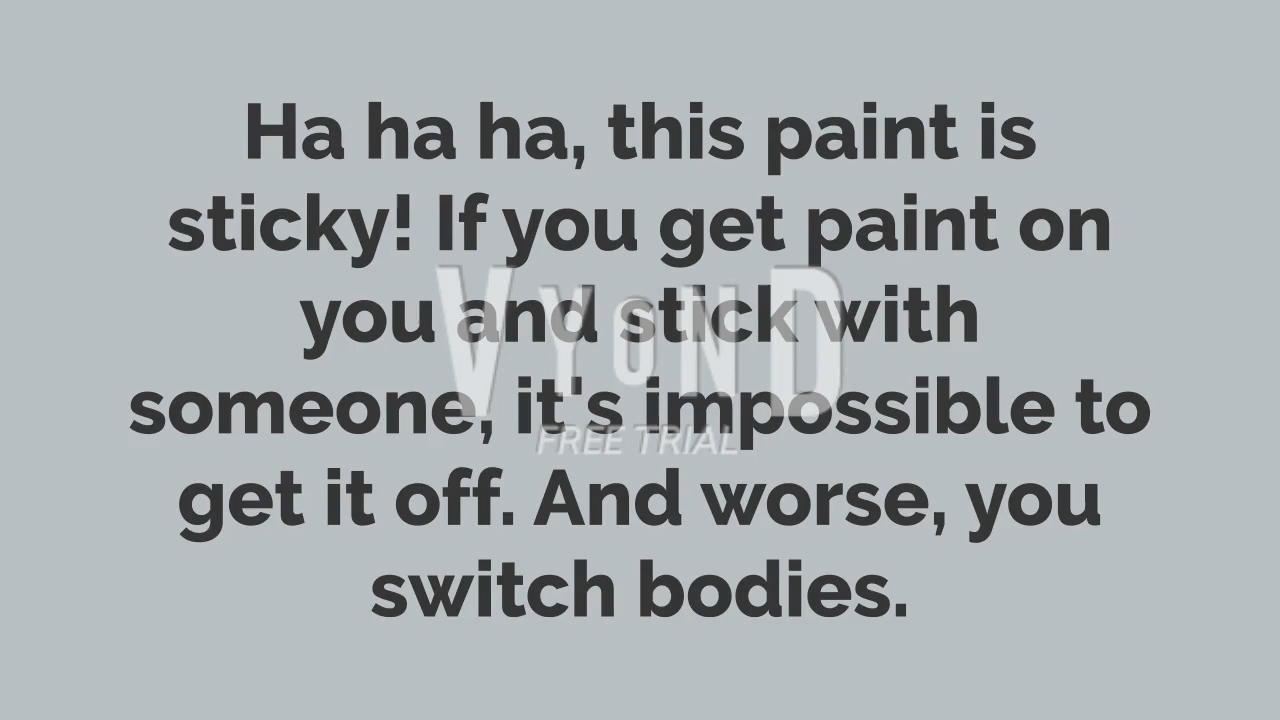 Ha ha ha, this paint is
sticky! If you get paint on
you and stick with
VYOND
someone, it's impossible to
FREE TRIAL
get it off. And worse, you
switch bodies.